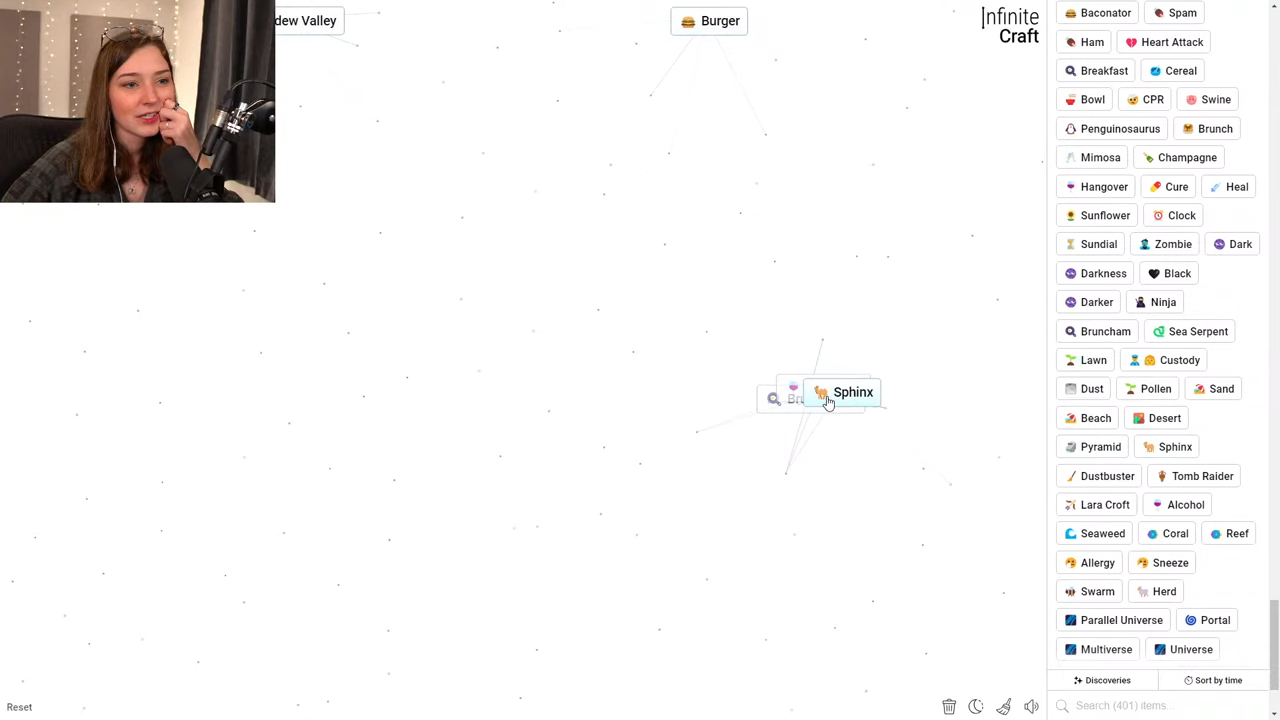 dew Valley
Burger
Infinite
Craft
Sphinx
Reset
Baconator Spam
Ham Heart Attack
Breakfast Cereal
Bowl CPR Swine
Penguinosaurus Brunch
Mimosa Champagne
Hangover Cure Heal
Sunflower Clock
Sundial Zombie Dark
Darkness Black
Darker Ninja
Bruncham Sea Serpent
Lawn Custody
Dust Pollen Sand
Beach Desert
Pyramid Sphinx
Dustbuster Tomb Raider
Lara Croft Alcohol
Seaweed Coral Reef
Allergy Sneeze
Swarm Herd
Parallel Universe Portal
Multiverse Universe
Discoveries Sort by time
Search (401) items...